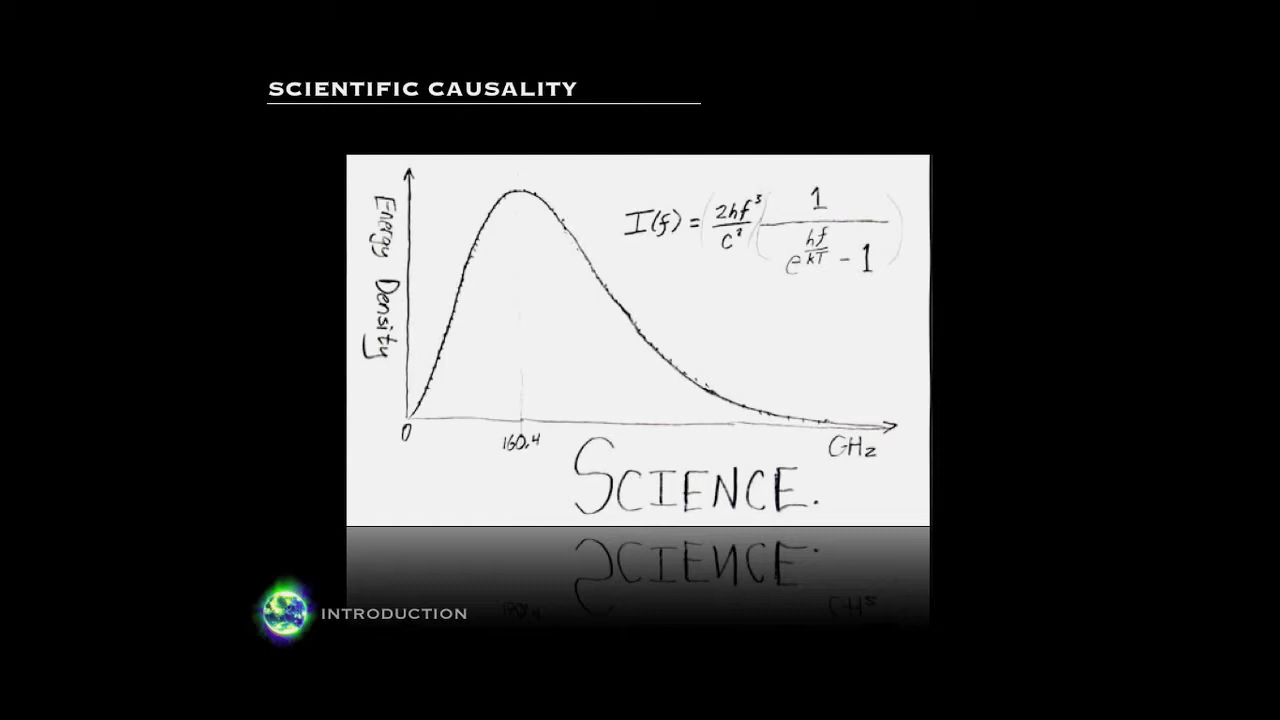 SCIENTIFIC CAUSALITY
Energy Density
I(f) = (2hf³/c²)(1/(e^(hf/kT) - 1))
0
160.4
GHz
SCIENCE.
INTRODUCTION